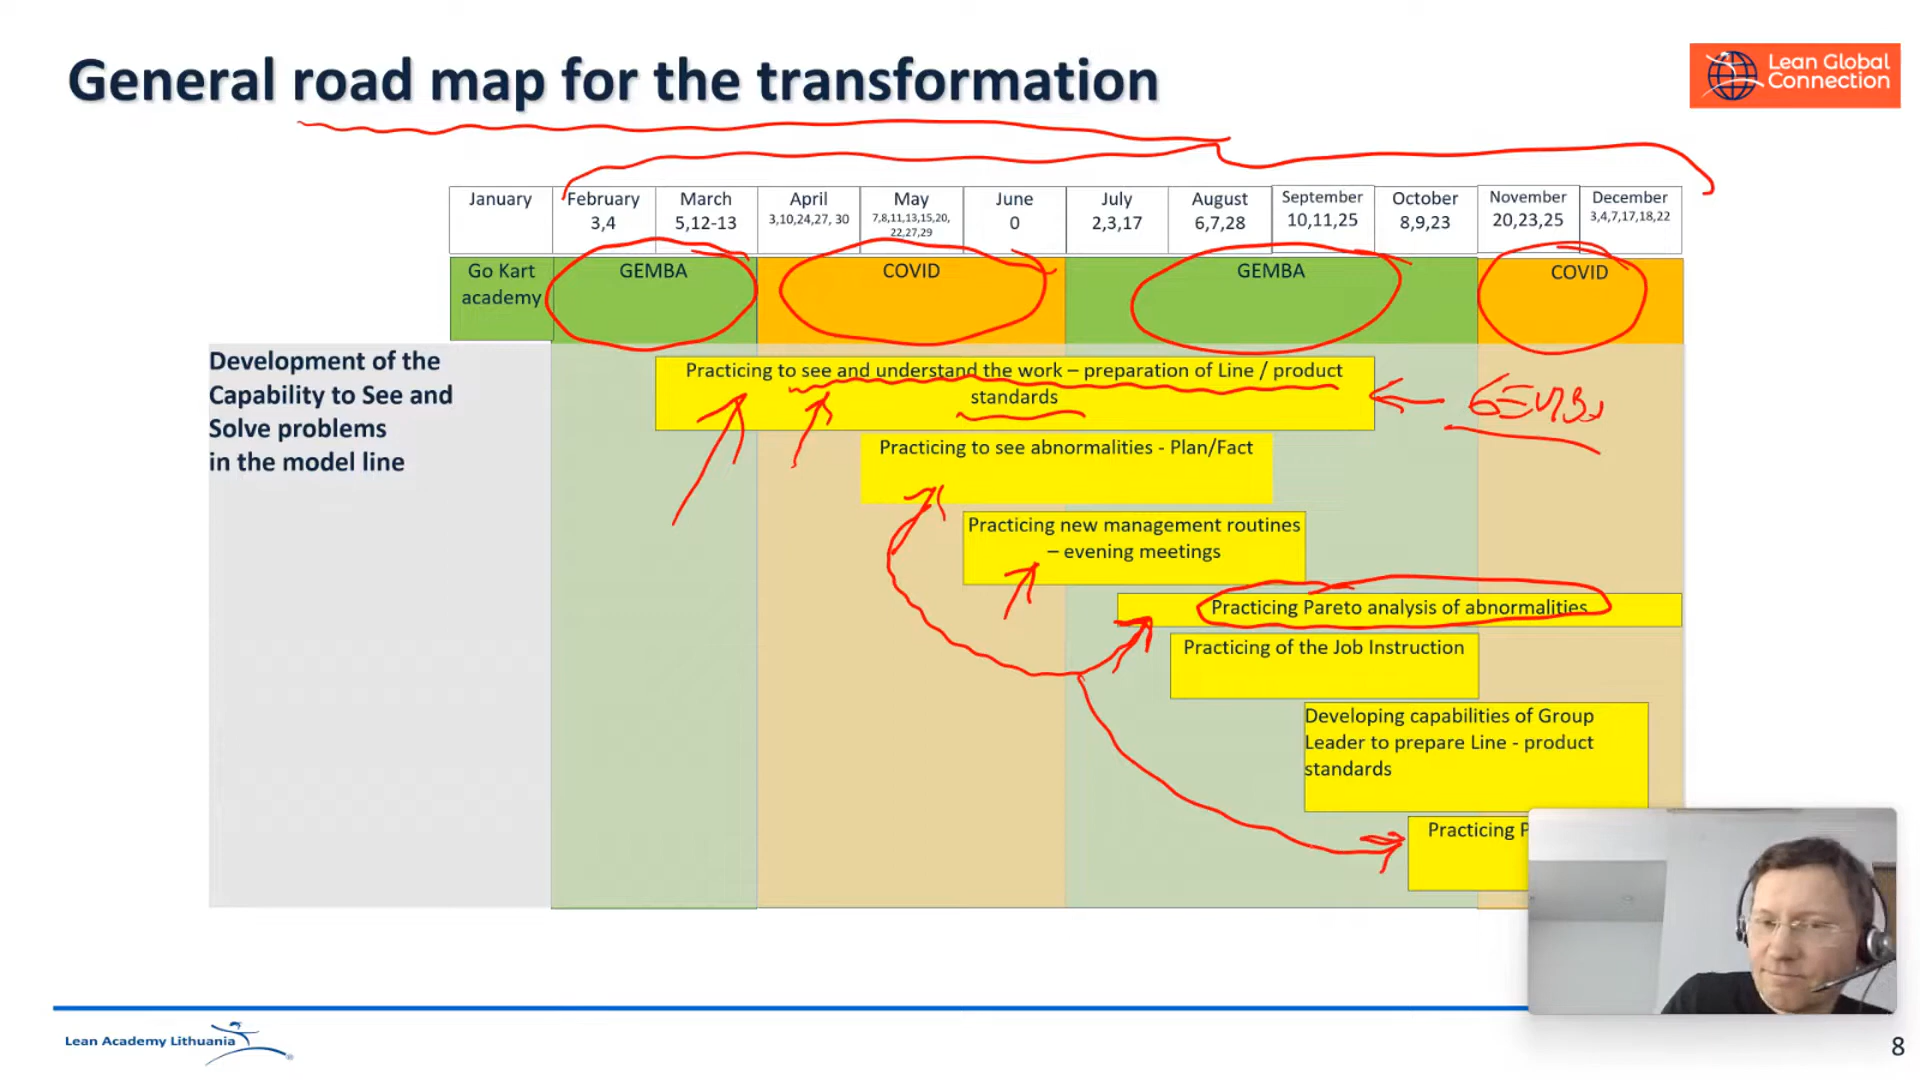 General road map for the transformation
Lean Global
Connection
January
February
3,4
March
5,12-13
April
3,10,24,27, 30
May
7,8,11,13,15,20,
22,27,29
June
0
July
2,3,17
August
6,7,28
September
10,11,25
October
8,9,23
November
20,23,25
December
3,4,7,17,18,22
Go Kart
academy
GEMBA
COVID
GEMBA
COVID
Development of the
Capability to See and
Solve problems
in the model line
Practicing to see and understand the work – preparation of Line / product
standards
Practicing to see abnormalities - Plan/Fact
Practicing new management routines
– evening meetings
Practicing Pareto analysis of abnormalities
Practicing of the Job Instruction
Developing capabilities of Group
Leader to prepare Line - product
standards
Practicing P
Lean Academy Lithuania
8